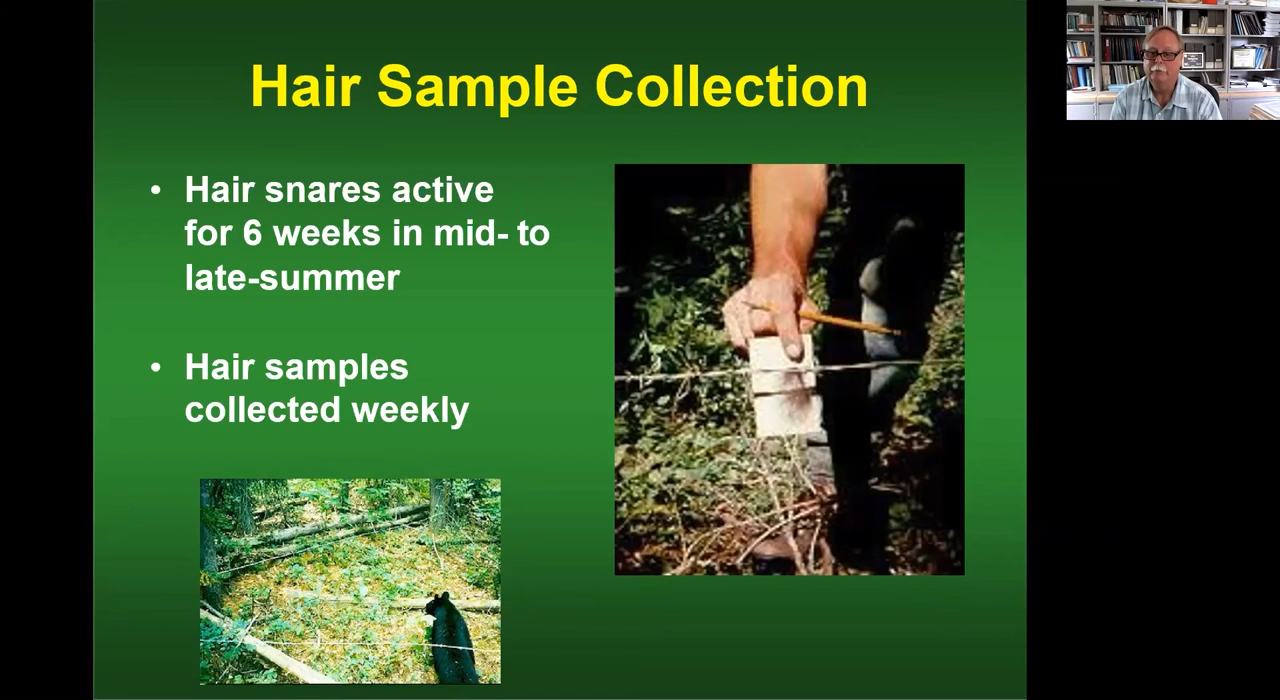 Hair Sample Collection
• Hair snares active
for 6 weeks in mid- to
late-summer
• Hair samples
collected weekly